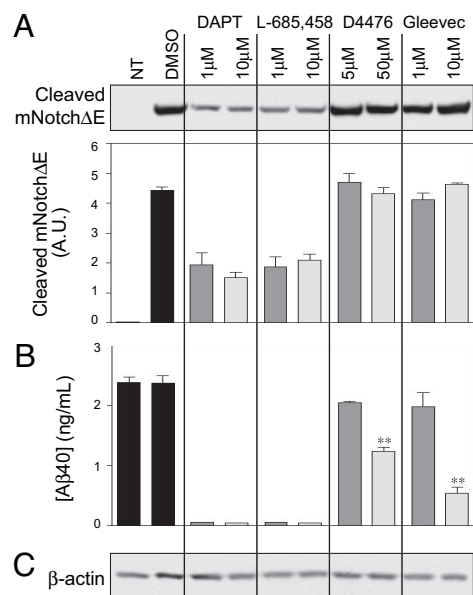 A
DAPT L-685,458 D4476 Gleevec
NT DMSO 1μM 10μM 1μM 10μM 5μM 50μM 1μM 10μM
Cleaved
mNotchΔE
Cleaved mNotchΔE
(A.U.)
6
5
4
3
2
1
0
B
[Aβ40] (ng/mL)
3
2
1
0
**
**
C
β-actin